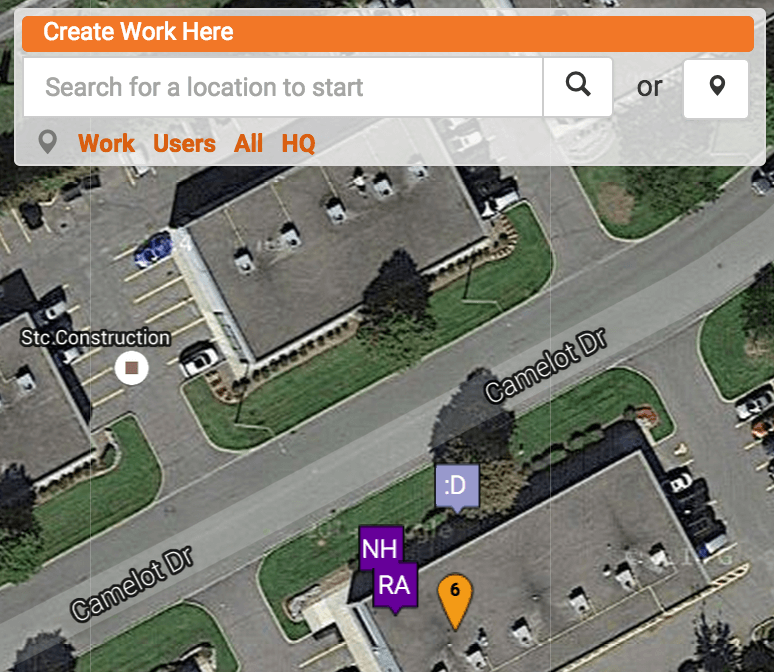 Create Work Here
Search for a location to start
or
Work Users All HQ
Stc.Construction
Camelot Dr
:D
NH
RA
6
Camelot Dr